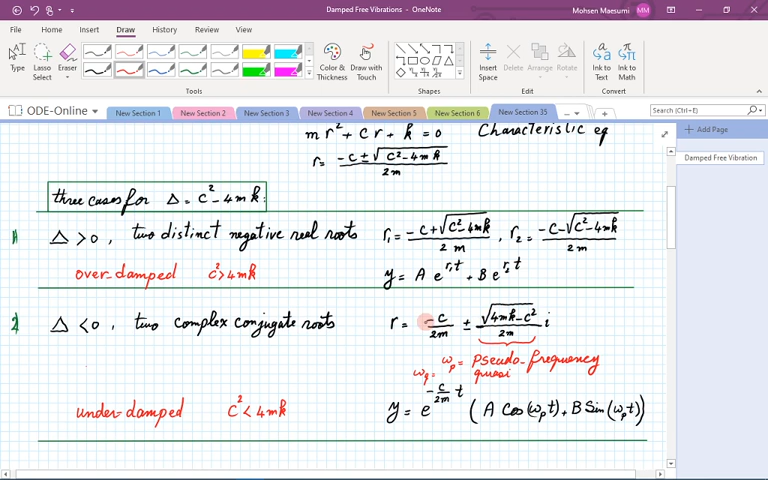 Damped Free Vibrations - OneNote
Mohsen Maesumi MM
File Home Insert Draw History Review View
Type Lasso Select Eraser Color & Thickness Draw with Touch Insert Space Delete Arrange Rotate Ink to Text Ink to Math
Tools Shapes Edit Convert
ODE-Online New Section 1 New Section 2 New Section 3 New Section 4 New Section 5 New Section 6 New Section 35 Search (Ctrl+E)
Add Page
Damped Free Vibration
m r² + c r + k = 0 Characteristic eq
r = (-c ± √(c² - 4mk)) / 2m
three cases for Δ = c² - 4mk:
1) Δ > 0, two distinct negative real roots r₁ = (-c + √(c² - 4mk)) / 2m, r₂ = (-c - √(c² - 4mk)) / 2m
over-damped c² > 4mk y = A e^(r₁t) + B e^(r₂t)
2) Δ < 0, two complex conjugate roots r = -c/2m ± (√(4mk - c²) / 2m) i
ω_p = pseudo-frequency
ω_q = quasi
under-damped c² < 4mk y = e^(-c/2m t) (A cos(ω_p t) + B sin(ω_p t))